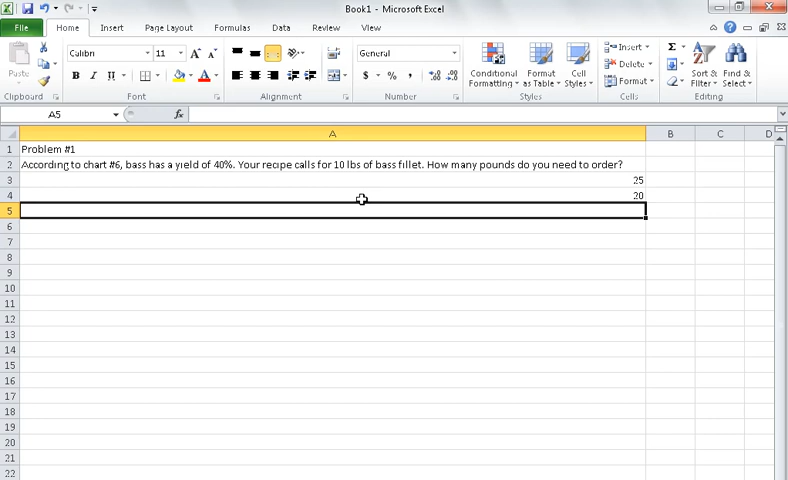 Book1 - Microsoft Excel
File Home Insert Page Layout Formulas Data Review View
Calibri 11 General Insert
Delete
Format
Paste B I U A $ % , Conditional Formatting Format as Table Cell Styles Sort & Filter Find & Select
Clipboard Font Alignment Number Styles Cells Editing
A5 fx
A B C D
1 Problem #1
2 According to chart #6, bass has a yield of 40%. Your recipe calls for 10 lbs of bass fillet. How many pounds do you need to order?
3 25
4 20
5
6
7
8
9
10
11
12
13
14
15
16
17
18
19
20
21
22